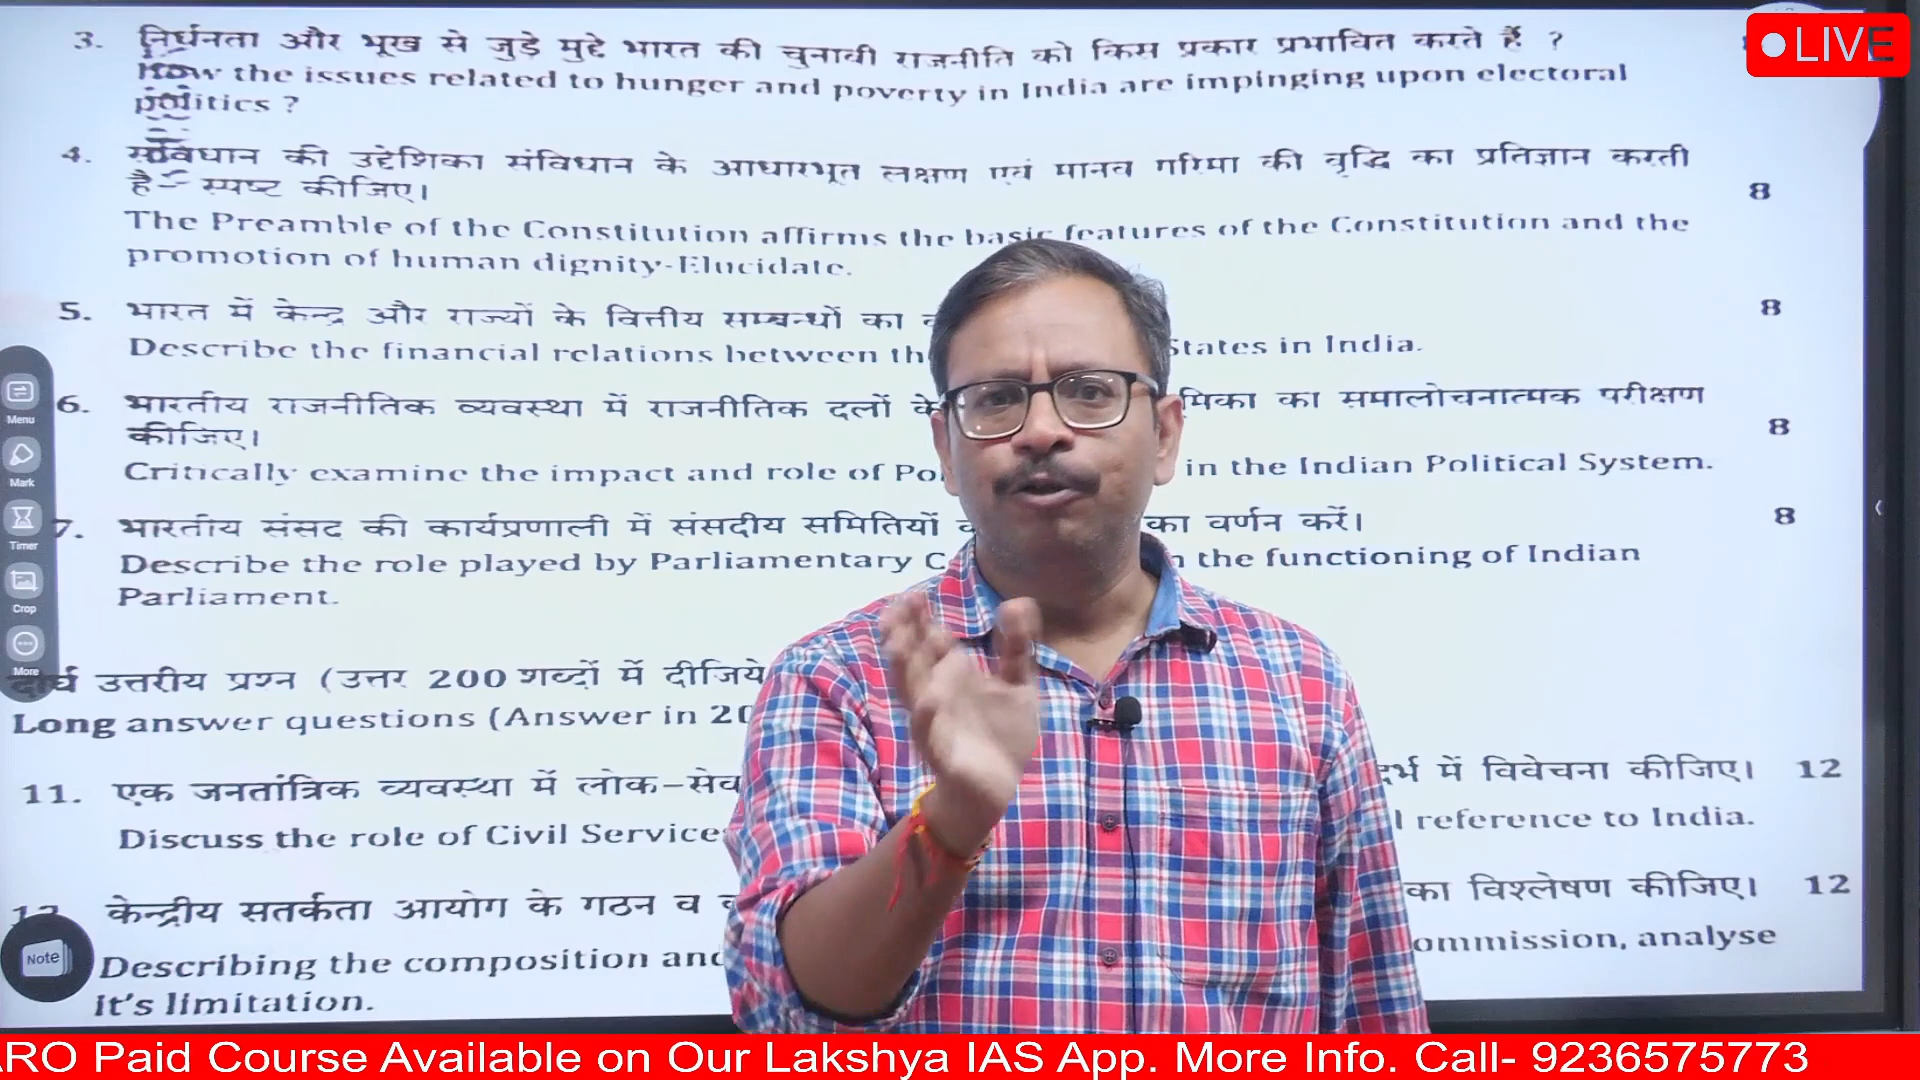 LIVE
3. निर्धनता और भूख से जुड़े मुद्दे भारत की चुनावी राजनीति को किस प्रकार प्रभावित करते हैं ?
How the issues related to hunger and poverty in India are impinging upon electoral
politics ?
4. संविधान की उद्देशिका संविधान के आधारभूत लक्षण एवं मानव गरिमा की वृद्धि का प्रतिज्ञान करती
है- स्पष्ट कीजिए। 8
The Preamble of the Constitution affirms the basic features of the Constitution and the
promotion of human dignity-Elucidate.
5. भारत में केन्द्र और राज्यों के वित्तीय सम्बन्धों का 8
Describe the financial relations between States in India.
6. भारतीय राजनीतिक व्यवस्था में राजनीतिक दलों के का समालोचनात्मक परीक्षण
कीजिए। 8
Critically examine the impact and role of in the Indian Political System.
7. भारतीय संसद की कार्यप्रणाली में संसदीय समितियों का वर्णन करें। 8
Describe the role played by Parliamentary the functioning of Indian
Parliament.
दीर्घ उत्तरीय प्रश्न (उत्तर 200 शब्दों में दीजिये
Long answer questions (Answer in
11. एक जनतांत्रिक व्यवस्था में लोक-सेव में विवेचना कीजिए। 12
Discuss the role of Civil Service reference to India.
12. केन्द्रीय सतर्कता आयोग के गठन व का विश्लेषण कीजिए। 12
Describing the composition and ommission, analyse
it's limitation.
Menu
Mark
Timer
Crop
More
Note
ARO Paid Course Available on Our Lakshya IAS App. More Info. Call- 9236575773